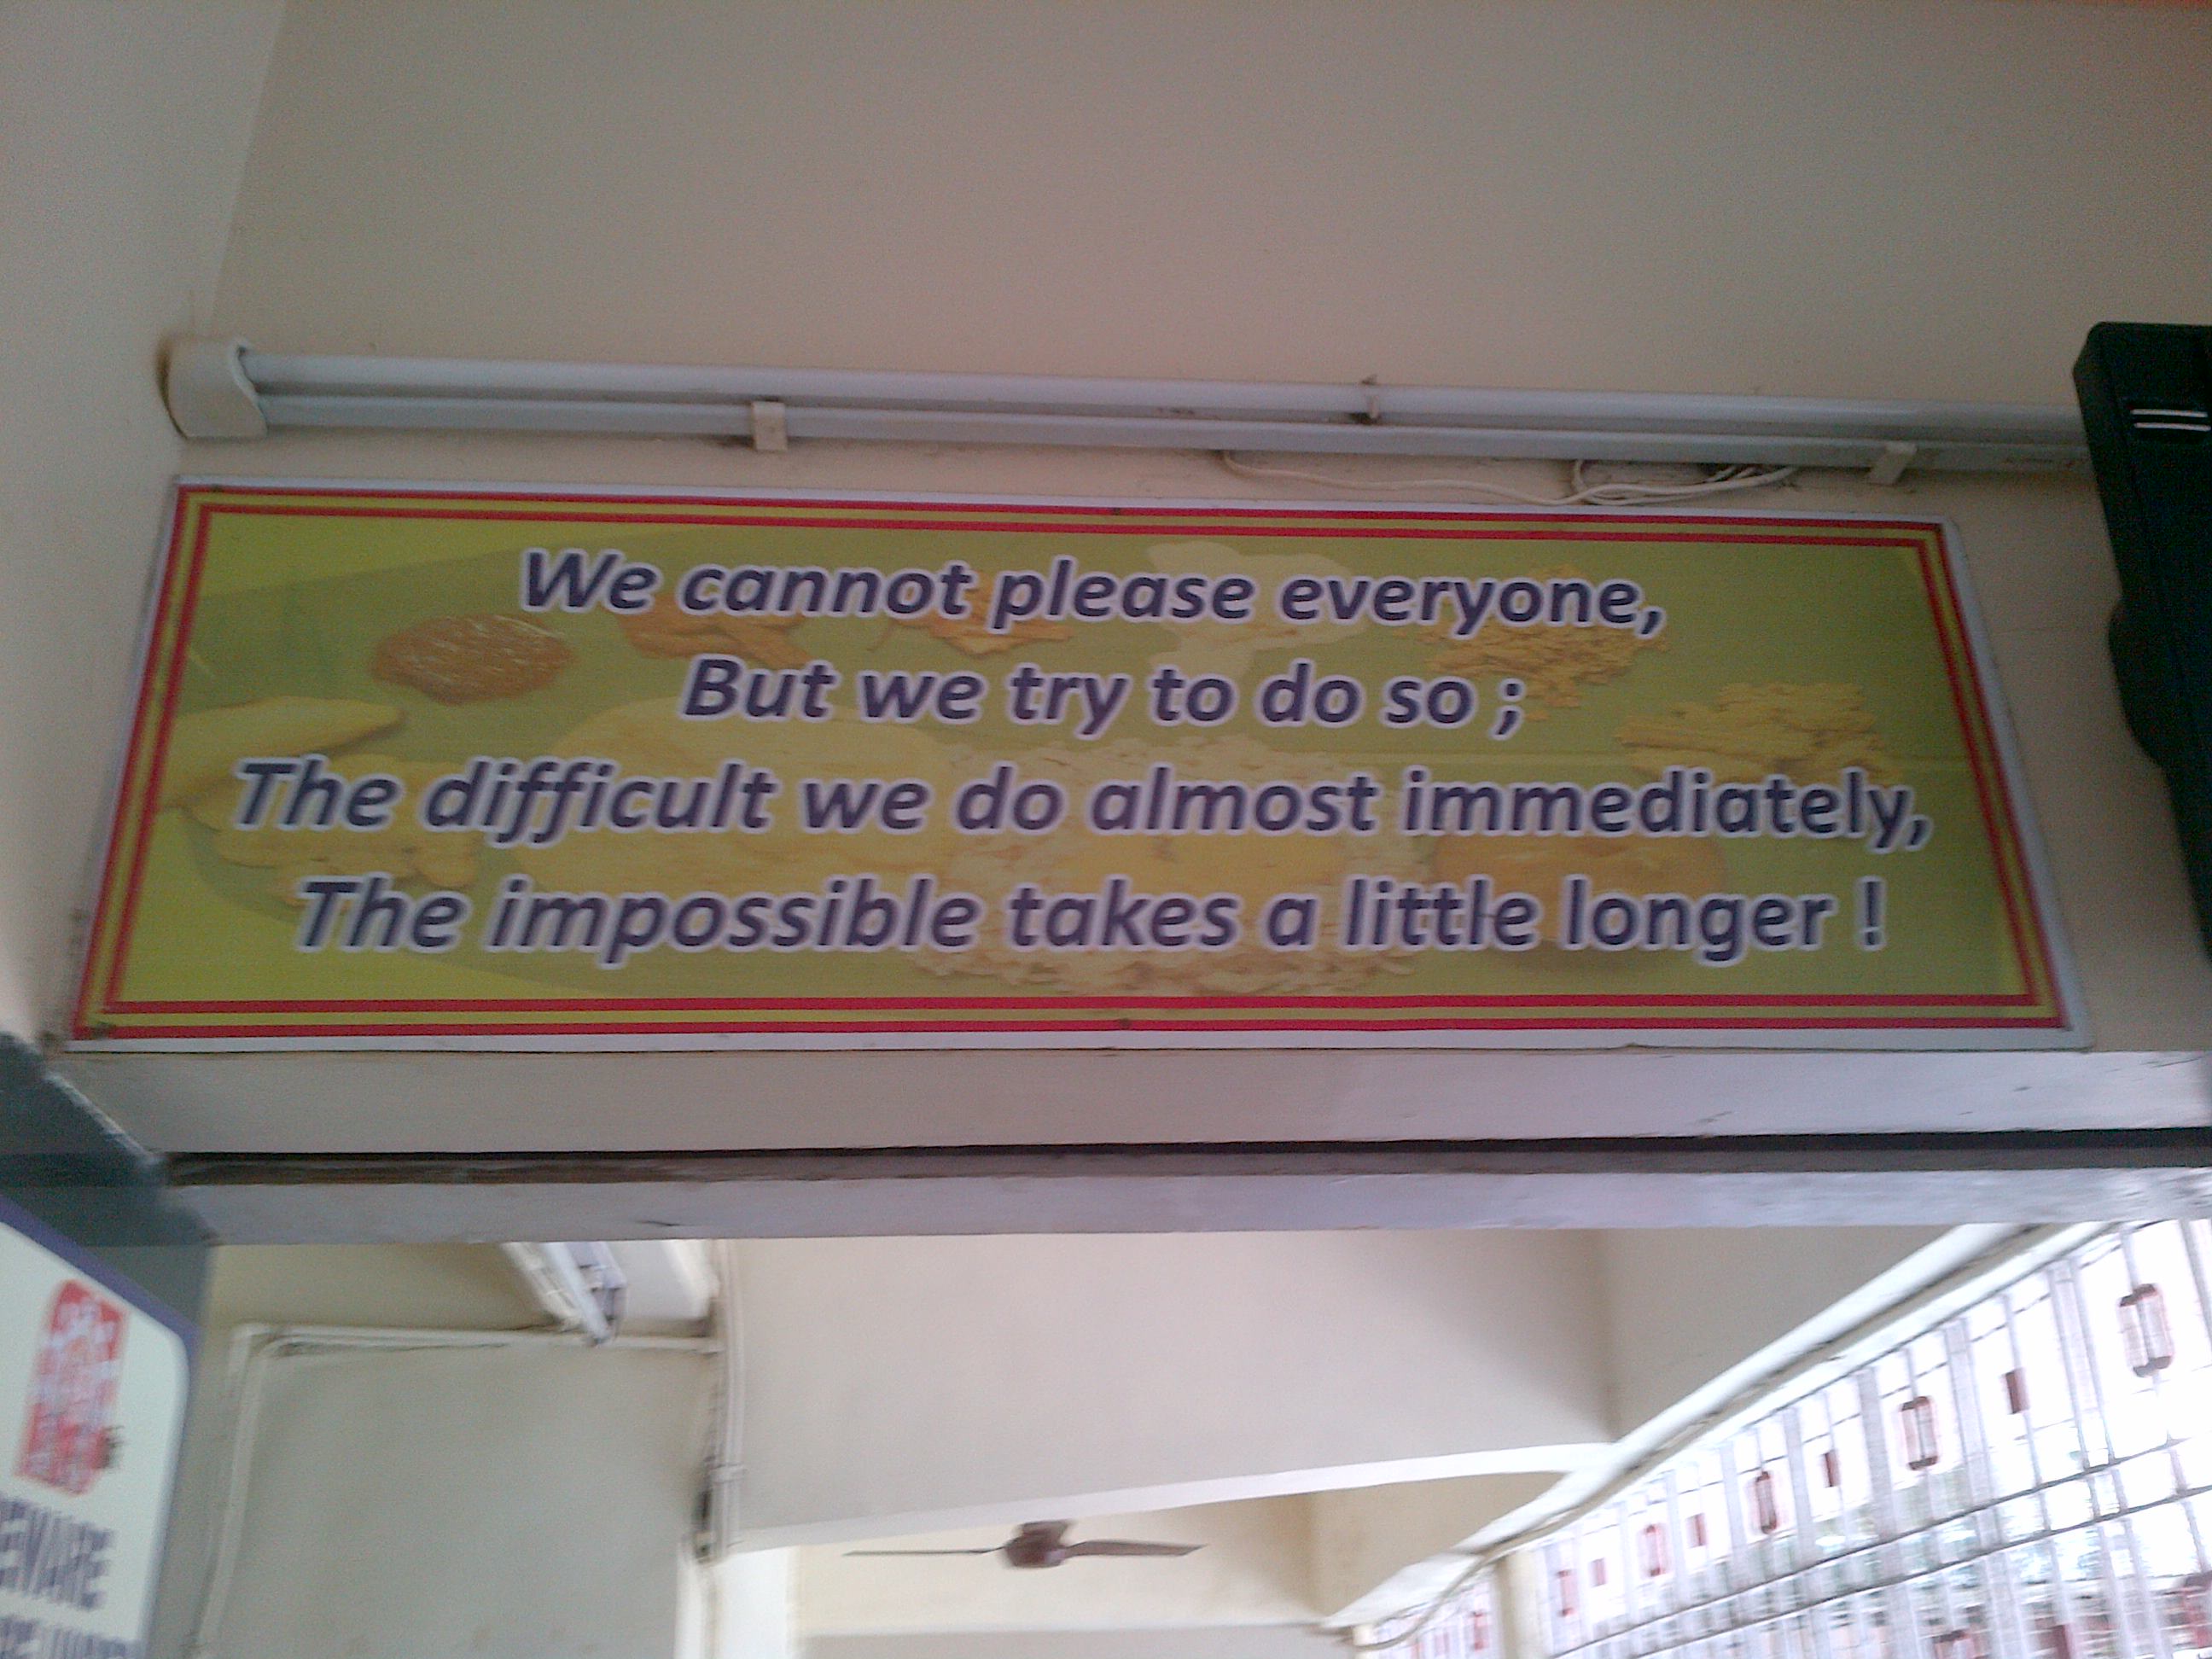 We cannot please everyone,
But we try to do so ;
The difficult we do almost immediately,
The impossible takes a little longer !